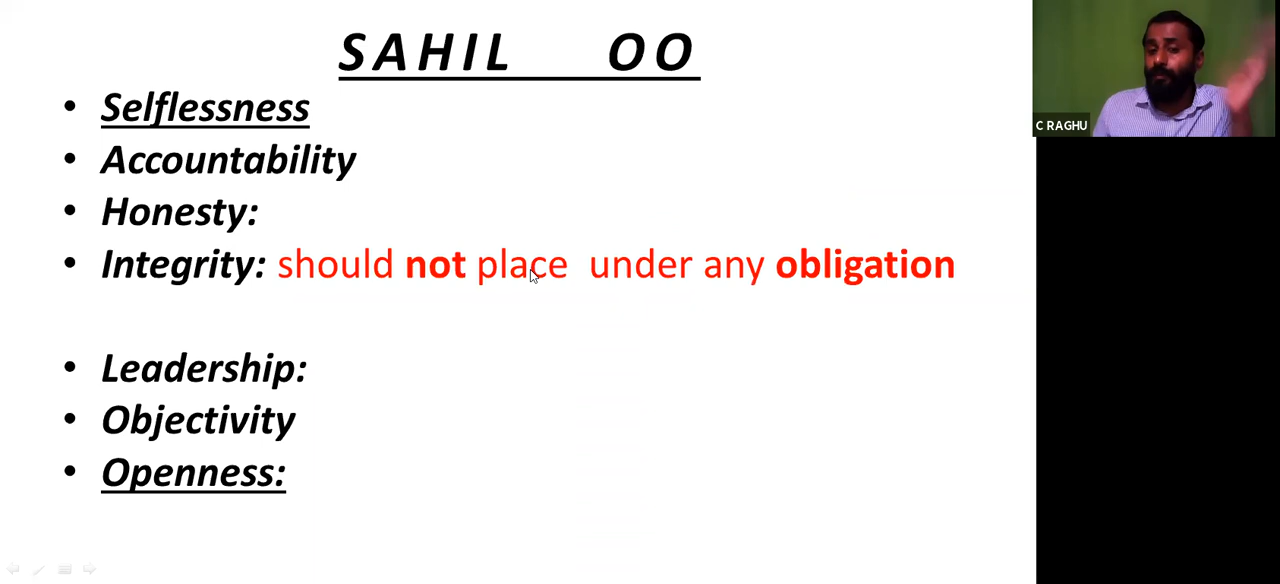 SAHIL OO
• Selflessness
• Accountability
• Honesty:
• Integrity: should not place under any obligation
• Leadership:
• Objectivity
• Openness:
C RAGHU